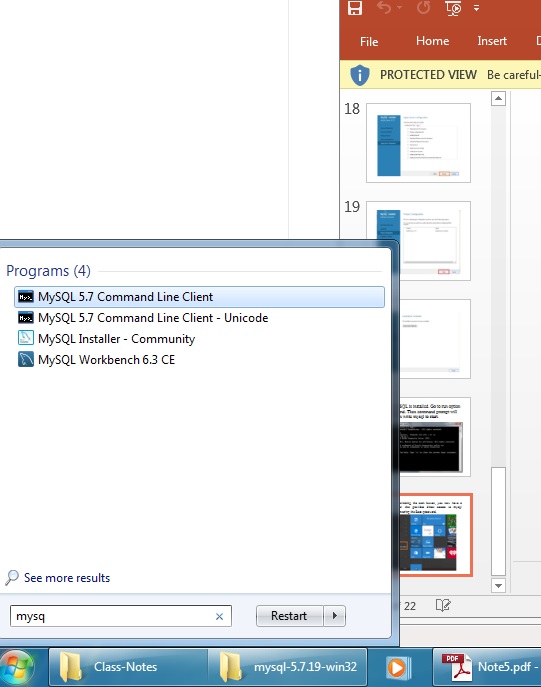 File Home Insert D
PROTECTED VIEW Be careful-
18
19
Programs (4)
MySQL 5.7 Command Line Client
MySQL 5.7 Command Line Client - Unicode
MySQL Installer - Community
MySQL Workbench 6.3 CE
See more results
mysq
Restart
22
Class-Notes
mysql-5.7.19-win32
PDF
Note5.pdf -